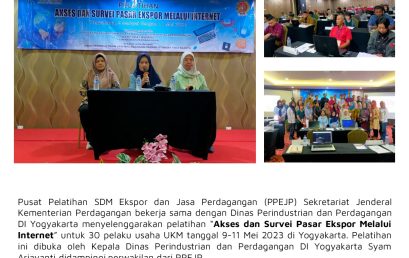 PELATIHAN
AKSES DAN SURVEI PASAR EKSPOR MELALUI INTERNET
Pusat Pelatihan SDM Ekspor dan Jasa Perdagangan (PPEJP) Sekretariat Jenderal
Kementerian Perdagangan bekerja sama dengan Dinas Perindustrian dan Perdagangan
DI Yogyakarta menyelenggarakan pelatihan "Akses dan Survei Pasar Ekspor Melalui
Internet" untuk 30 pelaku usaha UKM tanggal 9-11 Mei 2023 di Yogyakarta. Pelatihan
ini dibuka oleh Kepala Dinas Perindustrian dan Perdagangan DI Yogyakarta Syam
Arjayanti didampingi perwakilan dari PPEJP